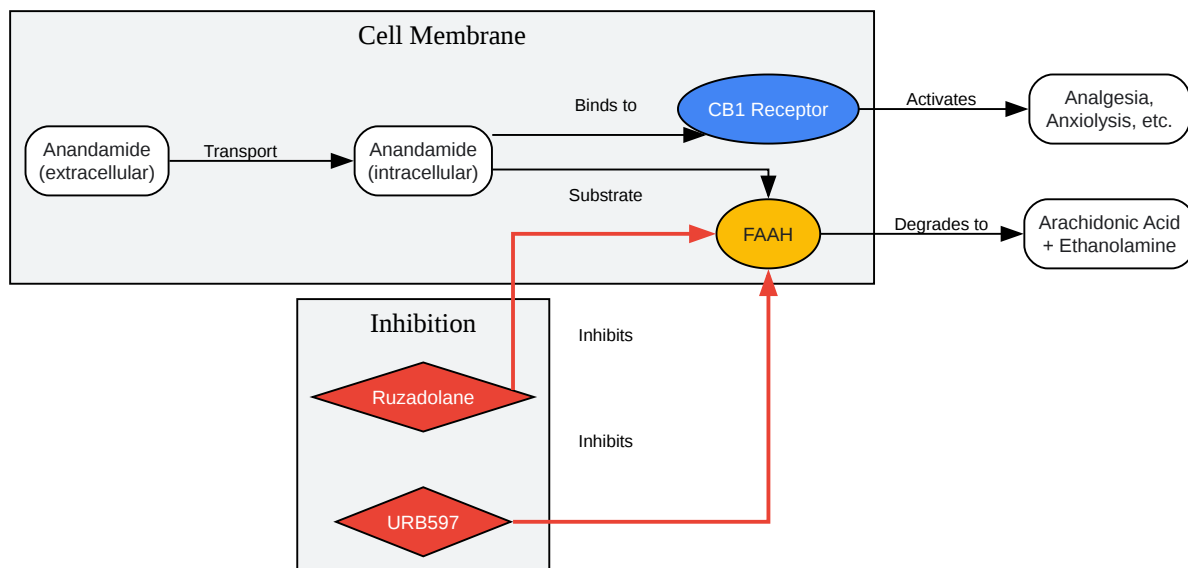 Cell Membrane
Anandamide
(extracellular)
Transport
Anandamide
(intracellular)
Binds to
CB1 Receptor
Activates
Analgesia,
Anxiolysis, etc.
Substrate
FAAH
Degrades to
Arachidonic Acid
+ Ethanolamine
Inhibition
Inhibits
Ruzadolane
Inhibits
URB597